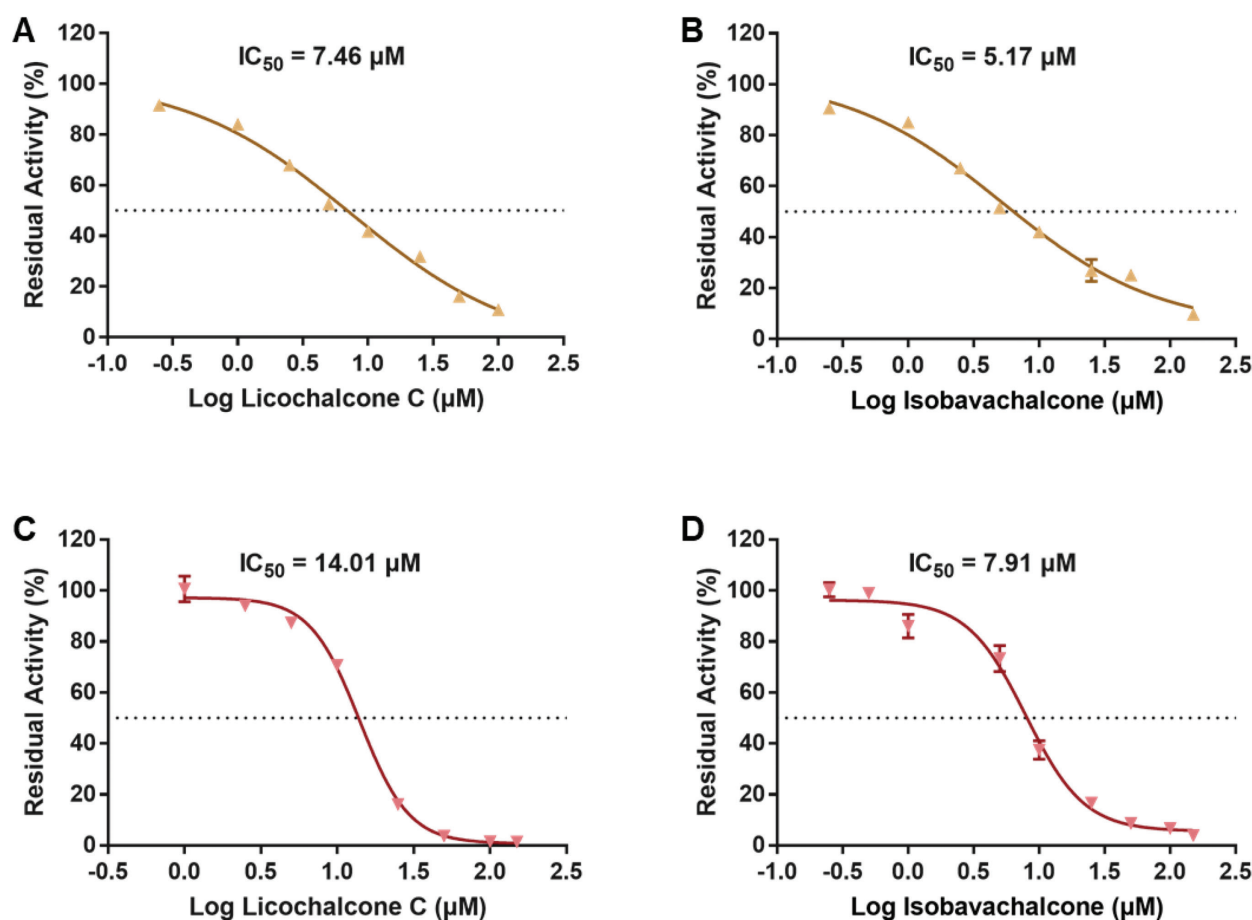 A
IC50 = 7.46 µM
Residual Activity (%)
120
100
80
60
40
20
0
-1.0 -0.5 0.0 0.5 1.0 1.5 2.0 2.5
Log Licochalcone C (µM)
B
IC50 = 5.17 µM
Residual Activity (%)
120
100
80
60
40
20
0
-1.0 -0.5 0.0 0.5 1.0 1.5 2.0 2.5
Log Isobavachalcone (µM)
C
IC50 = 14.01 µM
Residual Activity (%)
120
100
80
60
40
20
0
-0.5 0.0 0.5 1.0 1.5 2.0 2.5
Log Licochalcone C (µM)
D
IC50 = 7.91 µM
Residual Activity (%)
120
100
80
60
40
20
0
-1.0 -0.5 0.0 0.5 1.0 1.5 2.0 2.5
Log Isobavachalcone (µM)